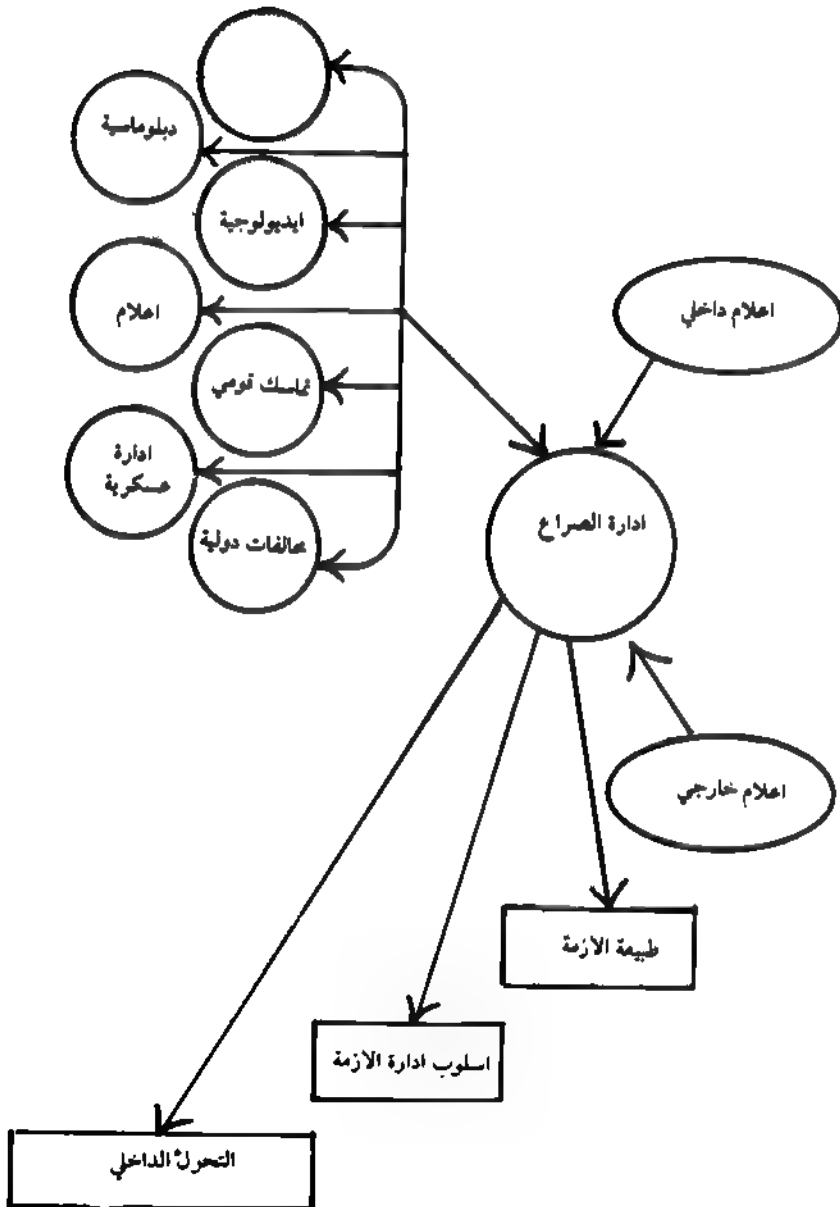 دبلوماسية
ايديولوجية
اعلام
تماسك قومي
ادارة
عسكرية
محالفات دولية
اعلام داخلي
ادارة الصراع
اعلام خارجي
طبيعة الأزمة
اسلوب ادارة الأزمة
التحول الداخلي